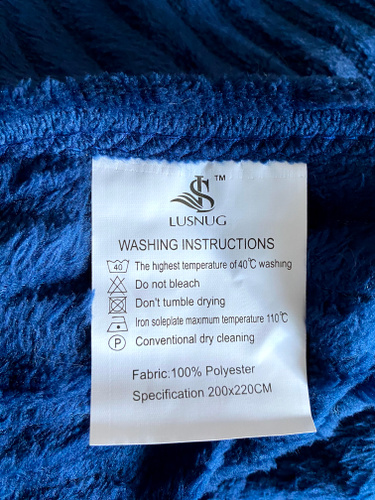 LS ™
LUSNUG
WASHING INSTRUCTIONS
40 The highest temperature of 40℃ washing
Do not bleach
Don't tumble drying
Iron soleplate maximum temperature 110℃
P Conventional dry cleaning
Fabric:100% Polyester
Specification 200x220CM